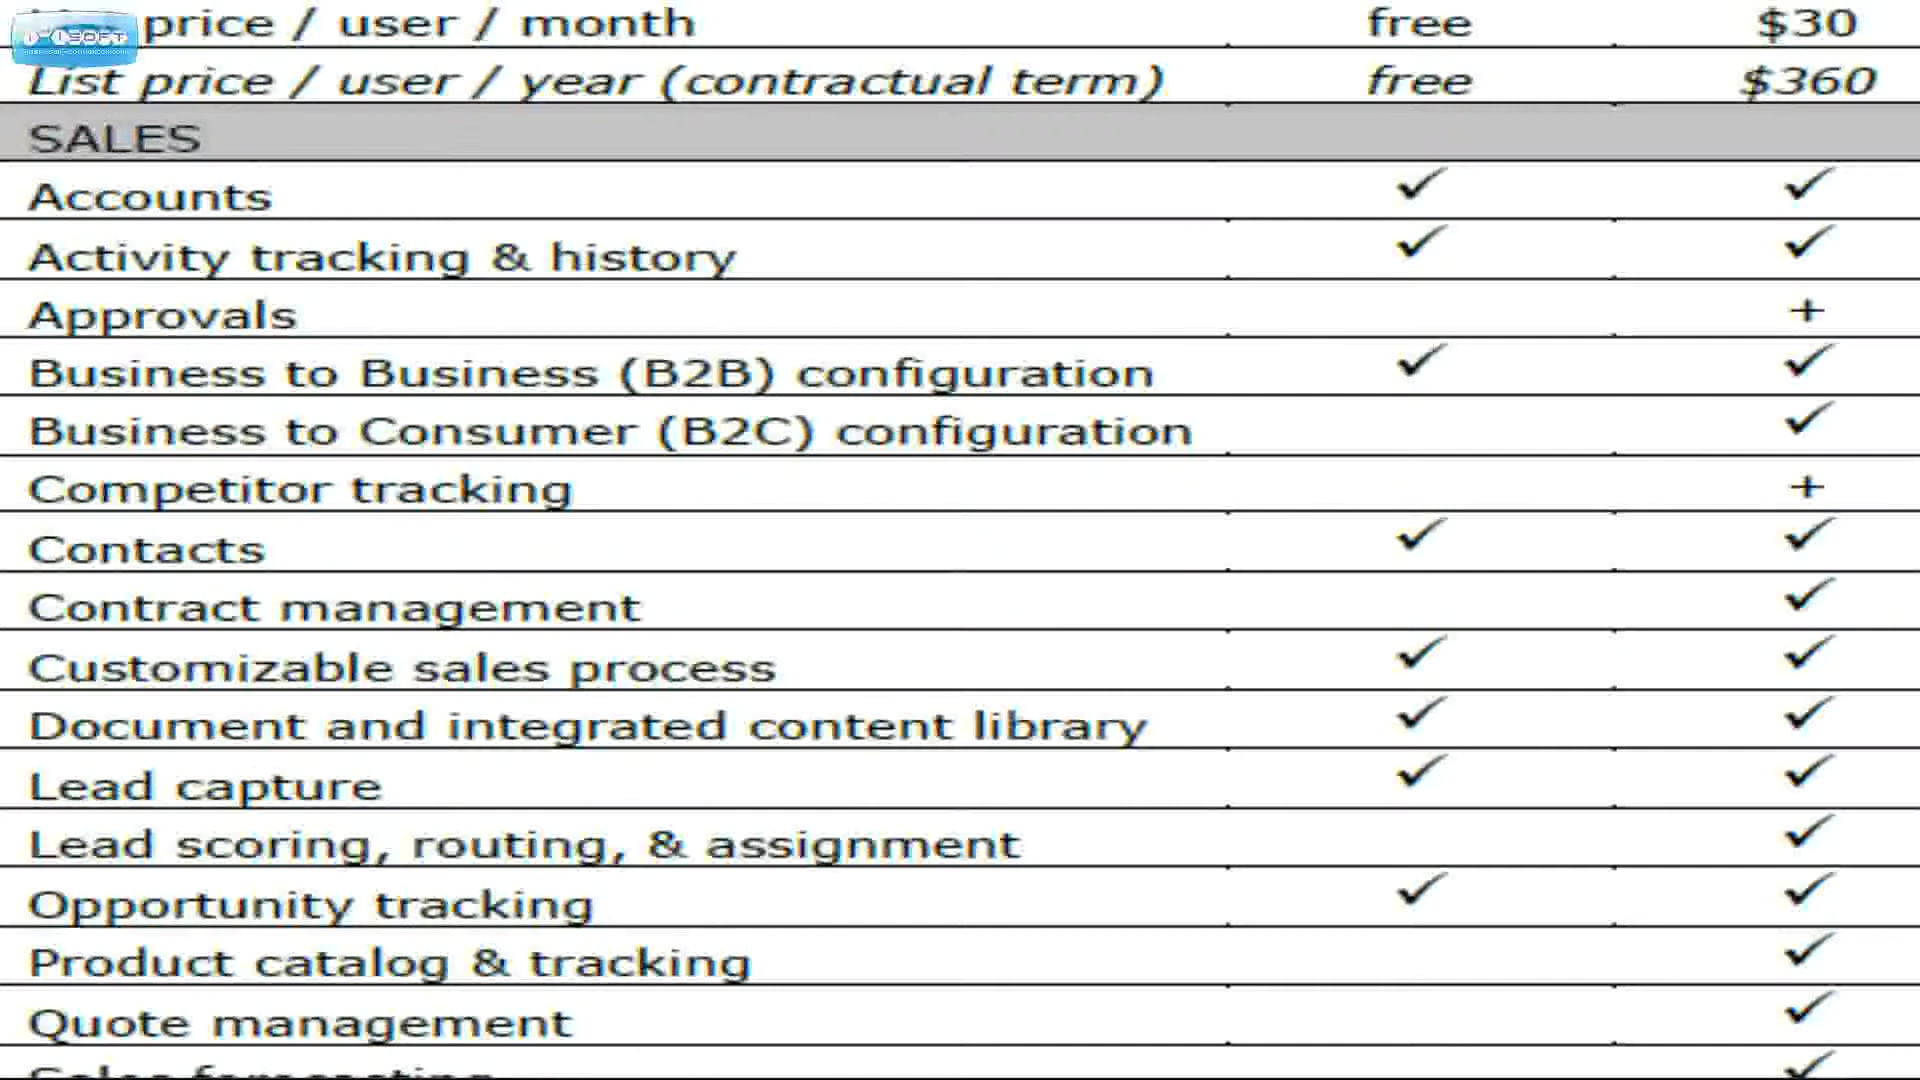 price / user / month free $30
List price / user / year (contractual term) free $360
SALES
Accounts ✓ ✓
Activity tracking & history ✓ ✓
Approvals +
Business to Business (B2B) configuration ✓ ✓
Business to Consumer (B2C) configuration ✓
Competitor tracking +
Contacts ✓ ✓
Contract management ✓
Customizable sales process ✓ ✓
Document and integrated content library ✓ ✓
Lead capture ✓ ✓
Lead scoring, routing, & assignment ✓
Opportunity tracking ✓ ✓
Product catalog & tracking ✓
Quote management ✓
Sales forecasting ✓